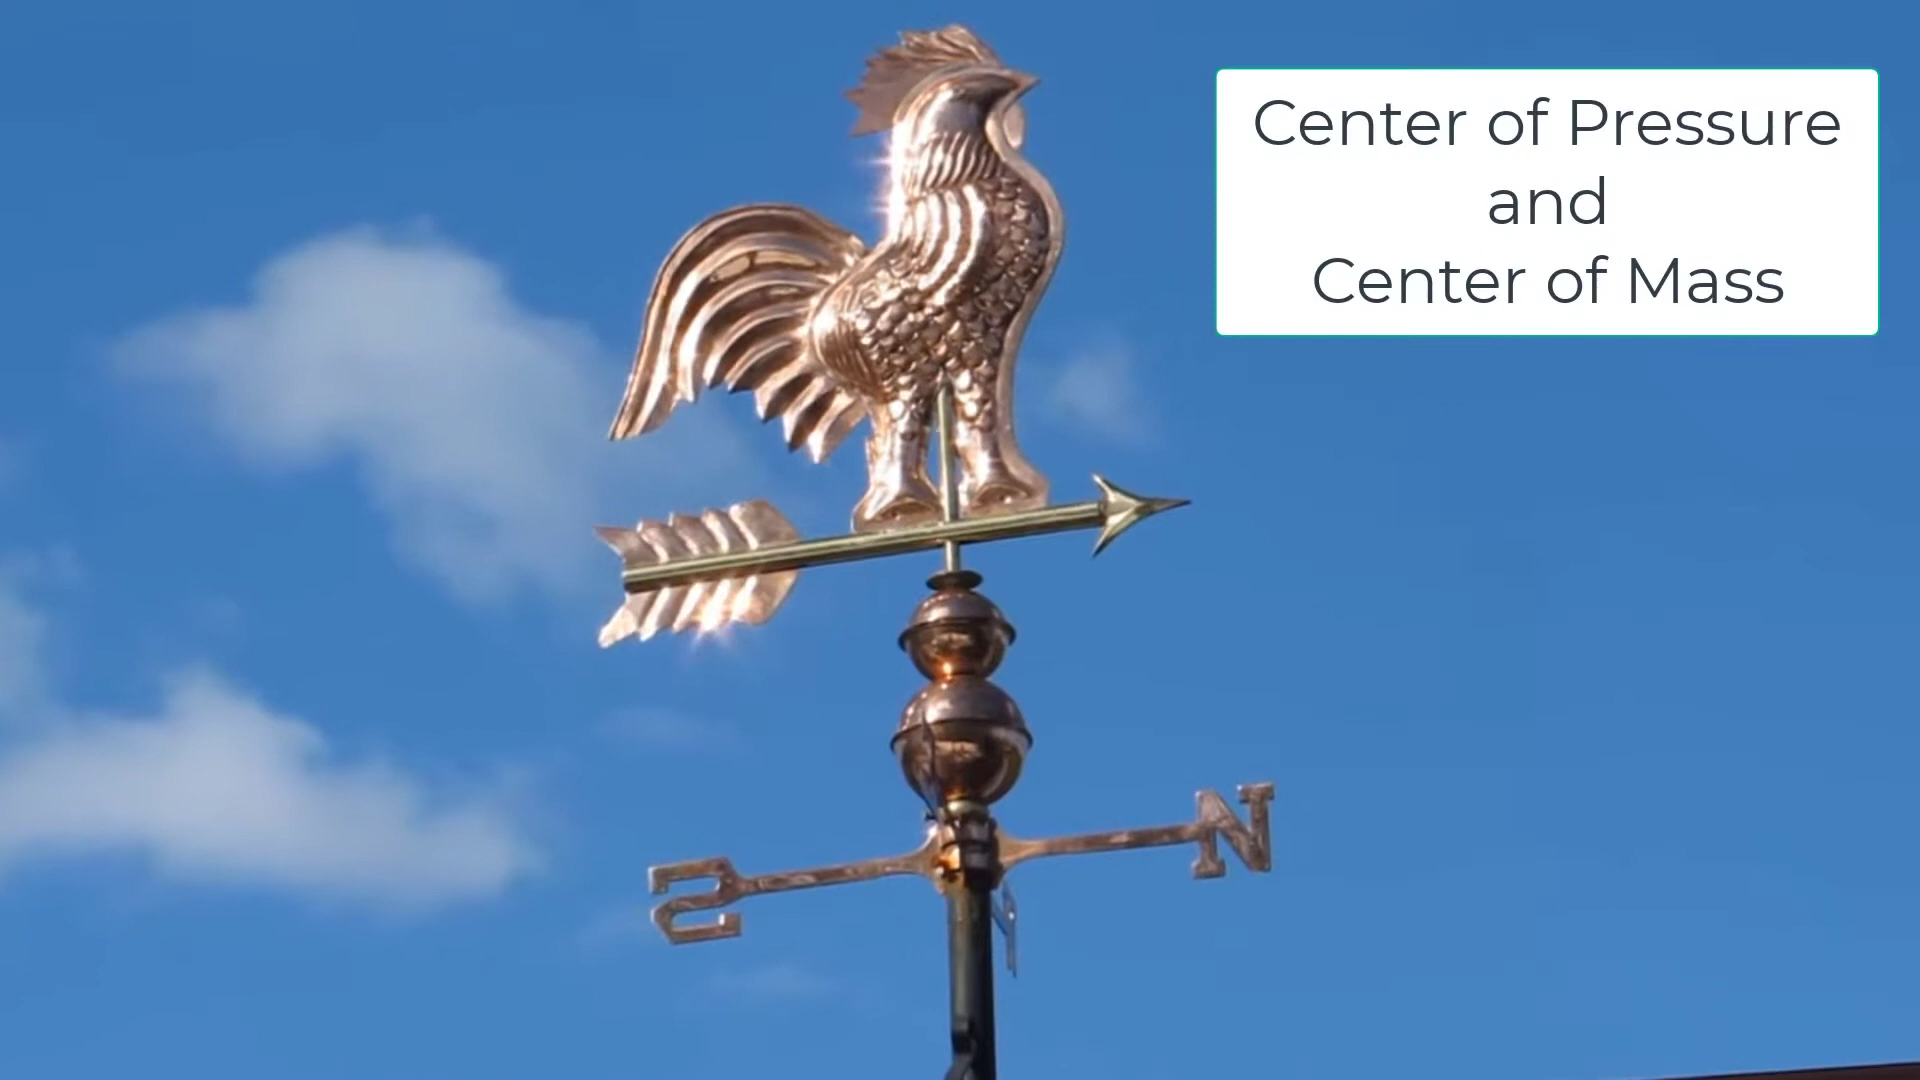 Center of Pressure
and
Center of Mass
N
S